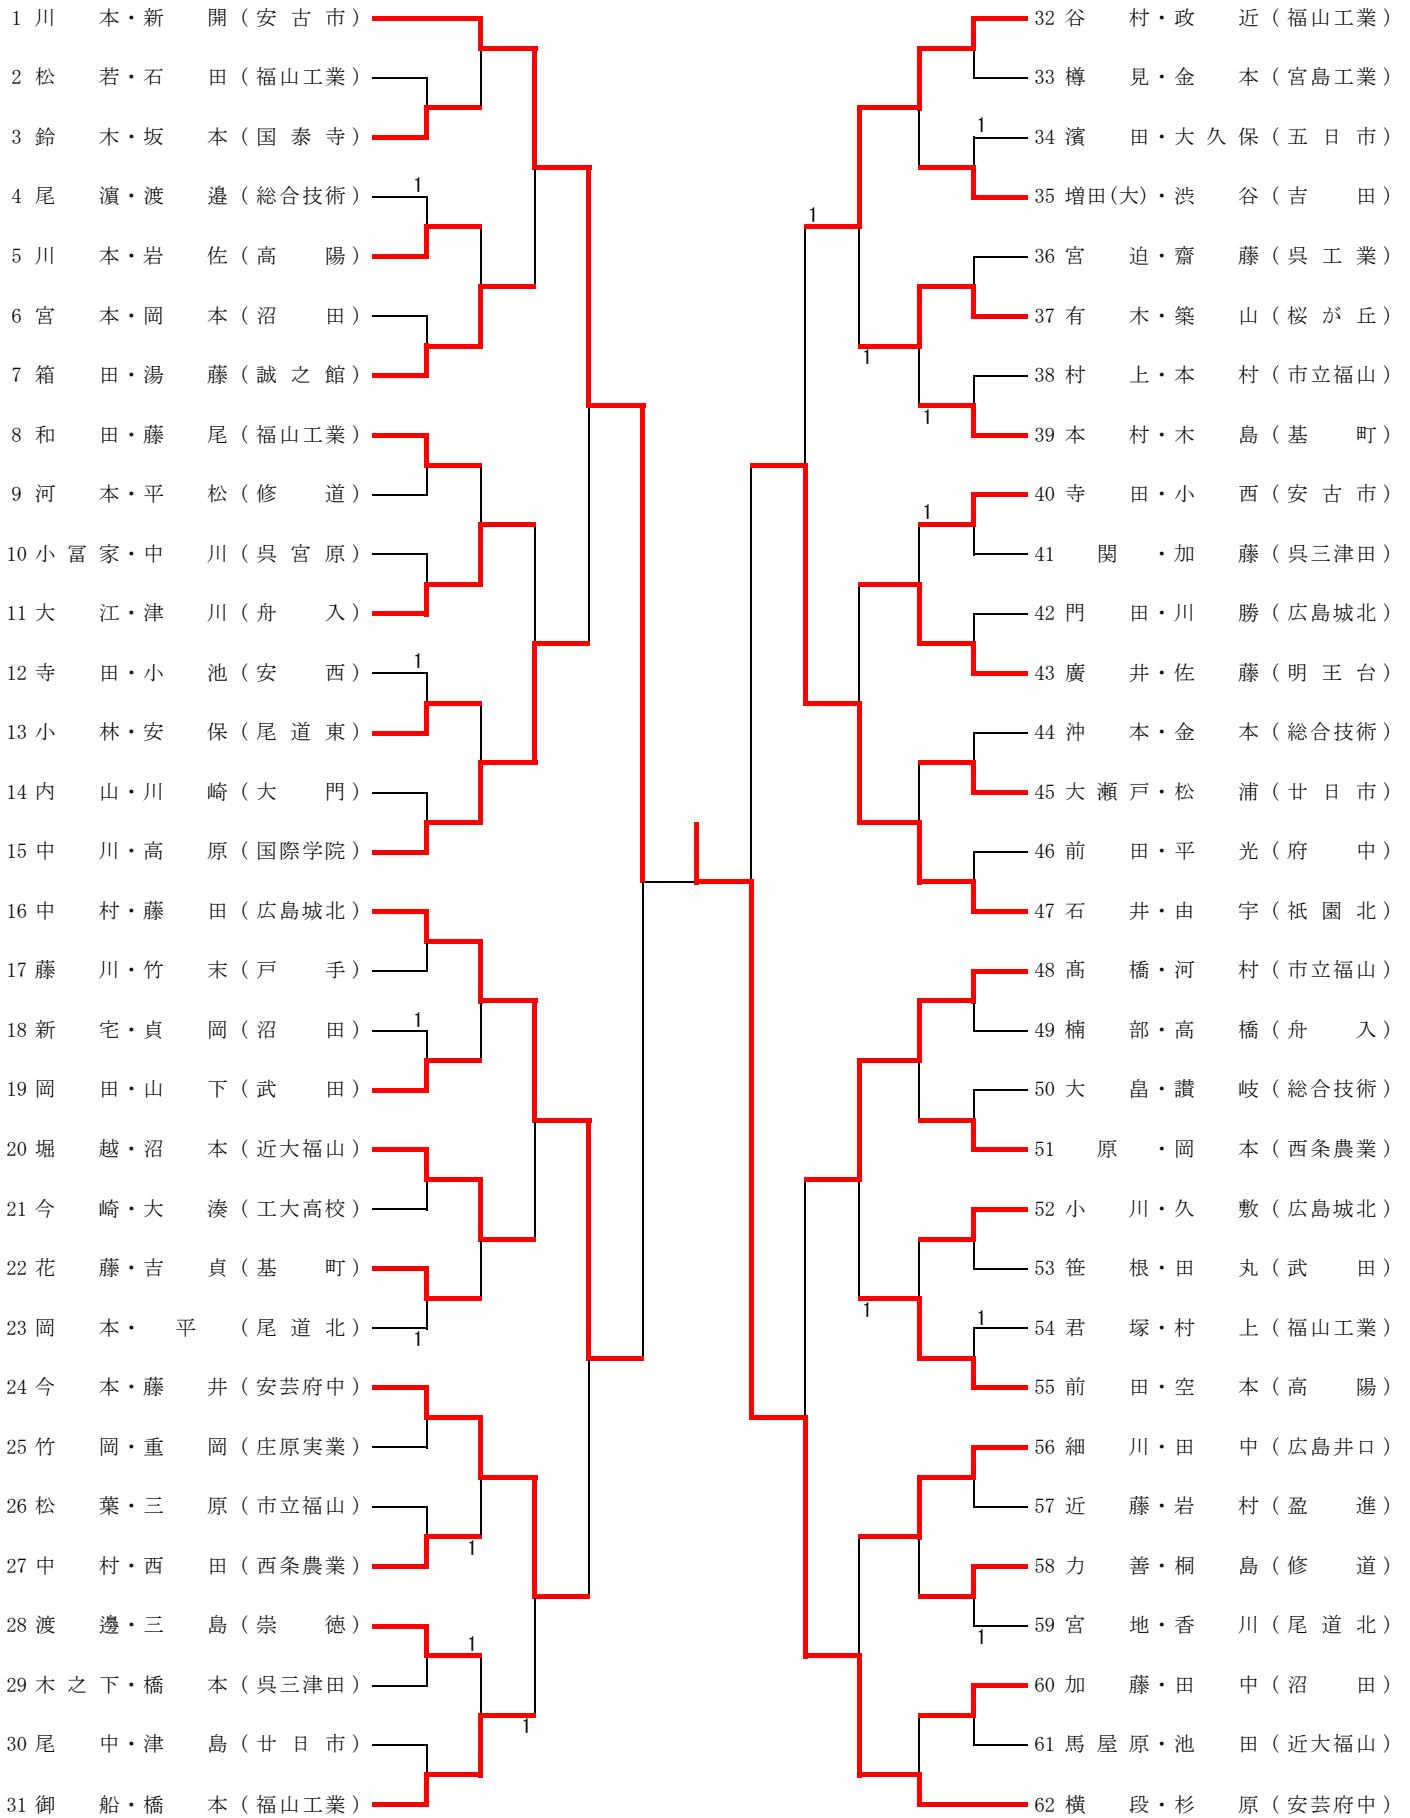 1 川 本・新 開 ( 安 古 市 )
2 松 若・石 田 ( 福山工業 )
3 鈴 木・坂 本 ( 国 泰 寺 )
1
4 尾 濵・渡 邉 ( 総合技術 )
5 川 本・岩 佐 ( 高 陽 )
6 宮 本・岡 本 ( 沼 田 )
7 箱 田・湯 藤 ( 誠 之 館 )
8 和 田・藤 尾 ( 福山工業 )
9 河 本・平 松 ( 修 道 )
10 小 冨 家・中 川 ( 呉 宮 原 )
11 大 江・津 川 ( 舟 入 )
1
12 寺 田・小 池 ( 安 西 )
13 小 林・安 保 ( 尾 道 東 )
14 内 山・川 崎 ( 大 門 )
15 中 川・高 原 ( 国際学院 )
16 中 村・藤 田 ( 広島城北 )
17 藤 川・竹 末 ( 戸 手 )
1
18 新 宅・貞 岡 ( 沼 田 )
19 岡 田・山 下 ( 武 田 )
20 堀 越・沼 本 ( 近大福山 )
21 今 崎・大 湊 ( 工大高校 )
22 花 藤・吉 貞 ( 基 町 )
23 岡 本・ 平 ( 尾 道 北 )
1
24 今 本・藤 井 ( 安芸府中 )
25 竹 岡・重 岡 ( 庄原実業 )
26 松 葉・三 原 ( 市立福山 )
1
27 中 村・西 田 ( 西条農業 )
28 渡 邊・三 島 ( 崇 徳 )
1
29 木 之 下・橋 本 ( 呉三津田 )
1
30 尾 中・津 島 ( 廿 日 市 )
31 御 船・橋 本 ( 福山工業 )
32 谷 村・政 近 ( 福山工業 )
33 樽 見・金 本 ( 宮島工業 )
1
34 濱 田・大 久 保 ( 五 日 市 )
35 増田(大)・渋 谷 ( 吉 田 )
1
36 宮 迫・齋 藤 ( 呉 工 業 )
37 有 木・築 山 ( 桜 が 丘 )
1
38 村 上・本 村 ( 市立福山 )
1
39 本 村・木 島 ( 基 町 )
40 寺 田・小 西 ( 安 古 市 )
1
41 関 ・加 藤 ( 呉三津田 )
42 門 田・川 勝 ( 広島城北 )
43 廣 井・佐 藤 ( 明 王 台 )
44 沖 本・金 本 ( 総合技術 )
45 大 瀬 戸・松 浦 ( 廿 日 市 )
46 前 田・平 光 ( 府 中 )
47 石 井・由 宇 ( 祇 園 北 )
48 髙 橋・河 村 ( 市立福山 )
49 楠 部・高 橋 ( 舟 入 )
50 大 畠・讃 岐 ( 総合技術 )
51 原 ・岡 本 ( 西条農業 )
52 小 川・久 敷 ( 広島城北 )
53 笹 根・田 丸 ( 武 田 )
1
1
54 君 塚・村 上 ( 福山工業 )
55 前 田・空 本 ( 高 陽 )
56 細 川・田 中 ( 広島井口 )
57 近 藤・岩 村 ( 盈 進 )
58 力 善・桐 島 ( 修 道 )
59 宮 地・香 川 ( 尾 道 北 )
1
60 加 藤・田 中 ( 沼 田 )
61 馬 屋 原・池 田 ( 近大福山 )
62 横 段・杉 原 ( 安芸府中 )